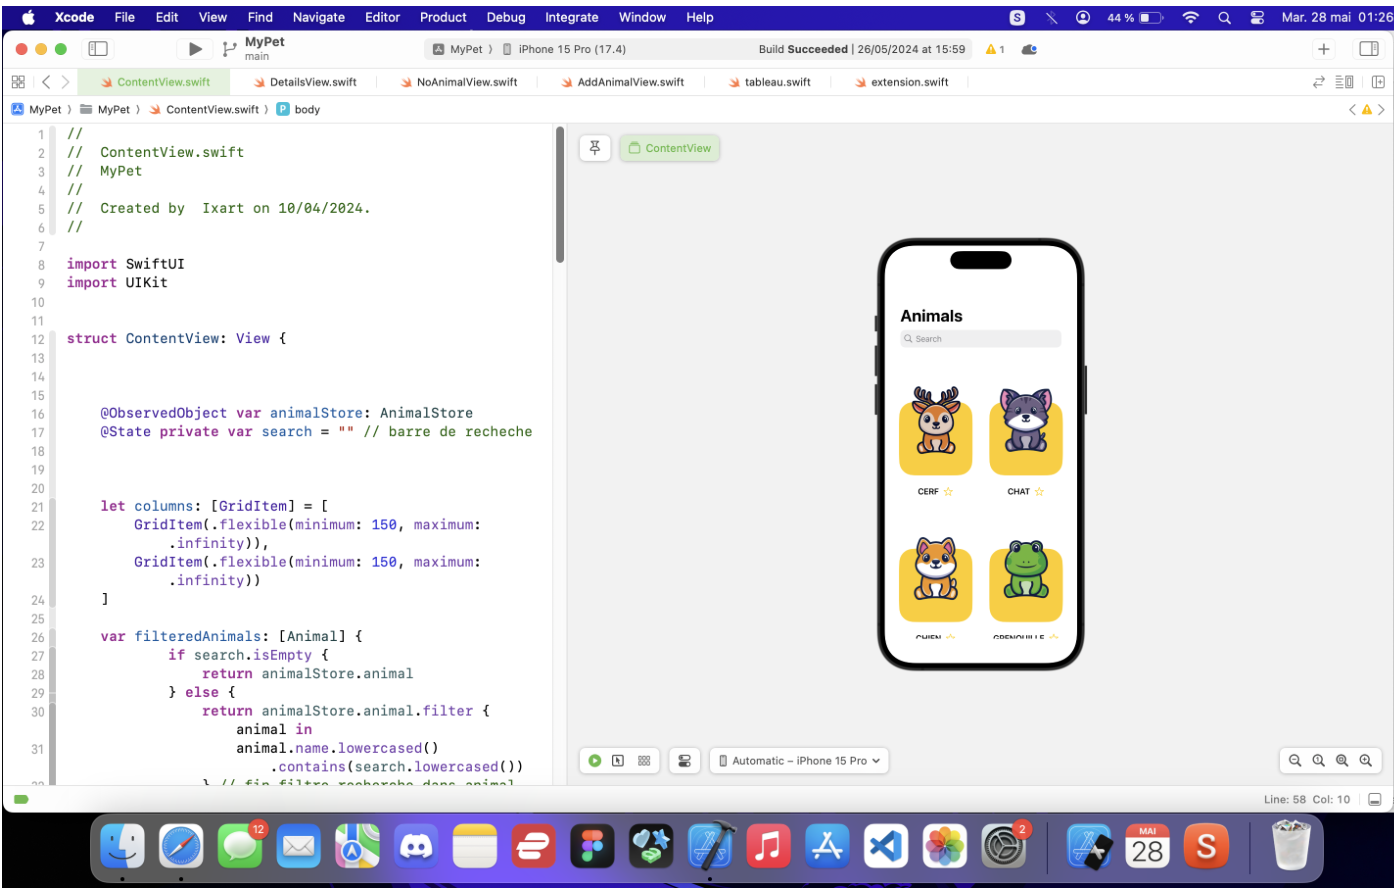 Xcode File Edit View Find Navigate Editor Product Debug Integrate Window Help S 44 % Mar. 28 mai 01:26
MyPet
main
MyPet 〉 iPhone 15 Pro (17.4)
Build Succeeded | 26/05/2024 at 15:59
1
ContentView.swift DetailsView.swift NoAnimalView.swift AddAnimalView.swift tableau.swift extension.swift
MyPet 〉 MyPet 〉 ContentView.swift 〉 P body
1 //
2 // ContentView.swift
3 // MyPet
4 //
5 // Created by  Ixart on 10/04/2024.
6 //
7
8 import SwiftUI
9 import UIKit
10
11
12 struct ContentView: View {
13
14
15
16 @ObservedObject var animalStore: AnimalStore
17 @State private var search = "" // barre de recheche
18
19
20
21 let columns: [GridItem] = [
22 GridItem(.flexible(minimum: 150, maximum:
.infinity)),
23 GridItem(.flexible(minimum: 150, maximum:
.infinity))
24 ]
25
26 var filteredAnimals: [Animal] {
27 if search.isEmpty {
28 return animalStore.animal
29 } else {
30 return animalStore.animal.filter {
animal in
31 animal.name.lowercased()
.contains(search.lowercased())
} // fin filtre recherche dans animal
ContentView
Animals
Search
CERF CHAT
CHIEN GRENOUILLE
Automatic – iPhone 15 Pro
Line: 58 Col: 10
12
2
MAI
28
S